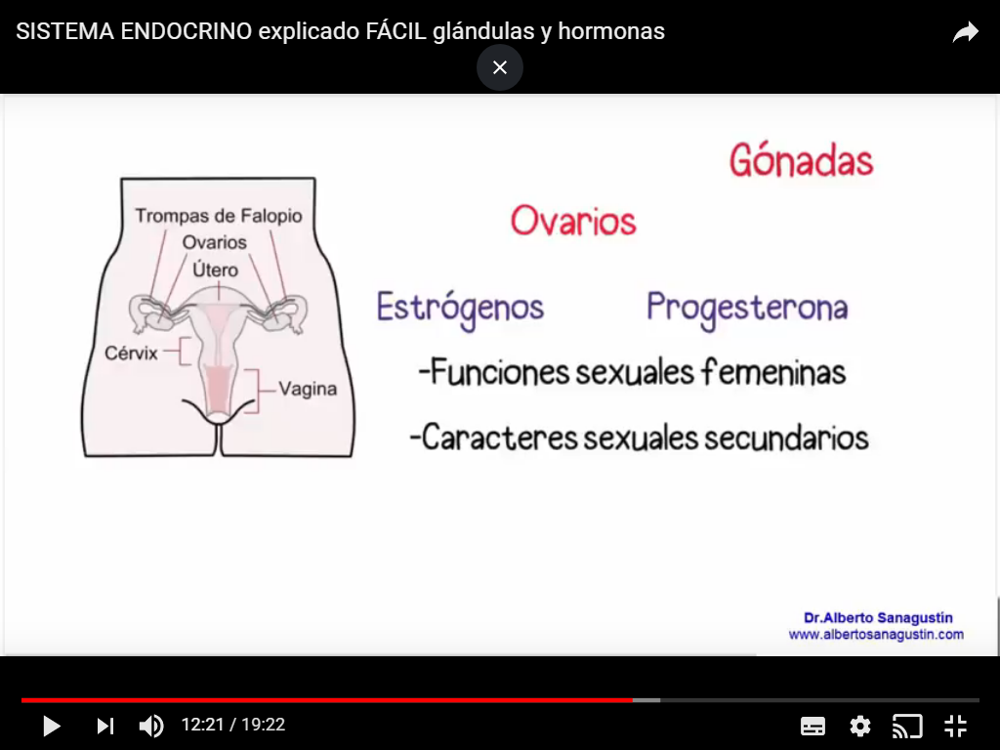 SISTEMA ENDOCRINO explicado FÁCIL glándulas y hormonas
Gónadas
Ovarios
Trompas de Falopio
Ovarios
Útero
Cérvix
Vagina
Estrógenos
Progesterona
-Funciones sexuales femeninas
-Caracteres sexuales secundarios
Dr.Alberto Sanagustín
www.albertosanagustin.com
12:21 / 19:22